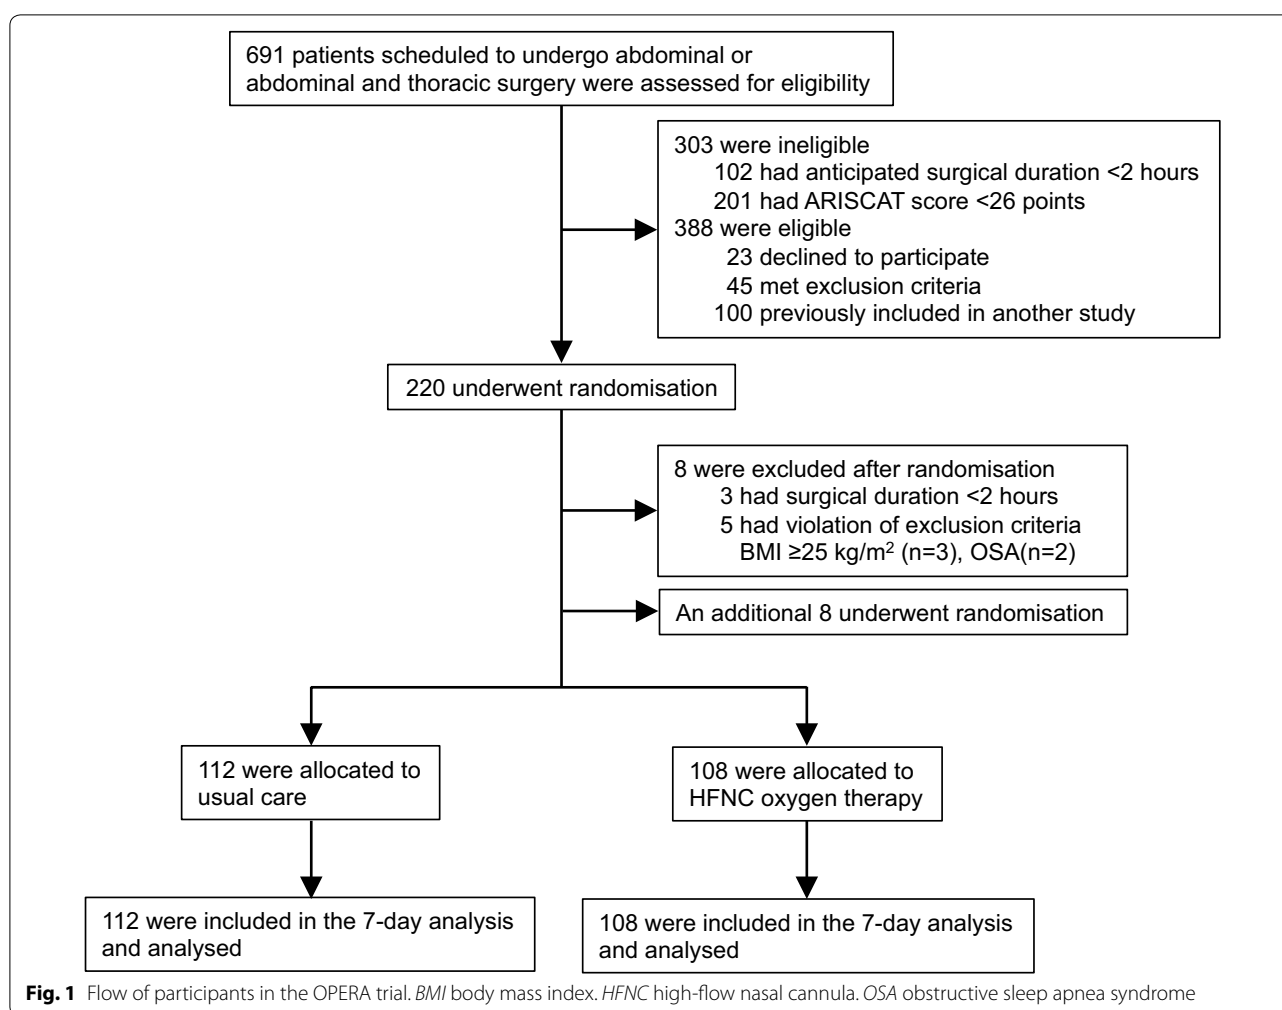 691 patients scheduled to undergo abdominal or
abdominal and thoracic surgery were assessed for eligibility
303 were ineligible
102 had anticipated surgical duration <2 hours
201 had ARISCAT score <26 points
388 were eligible
23 declined to participate
45 met exclusion criteria
100 previously included in another study
220 underwent randomisation
8 were excluded after randomisation
3 had surgical duration <2 hours
5 had violation of exclusion criteria
BMI ≥25 kg/m² (n=3), OSA(n=2)
An additional 8 underwent randomisation
112 were allocated to
usual care
108 were allocated to
HFNC oxygen therapy
112 were included in the 7-day analysis
and analysed
108 were included in the 7-day analysis
and analysed
Fig. 1 Flow of participants in the OPERA trial. BMI body mass index. HFNC high-flow nasal cannula. OSA obstructive sleep apnea syndrome